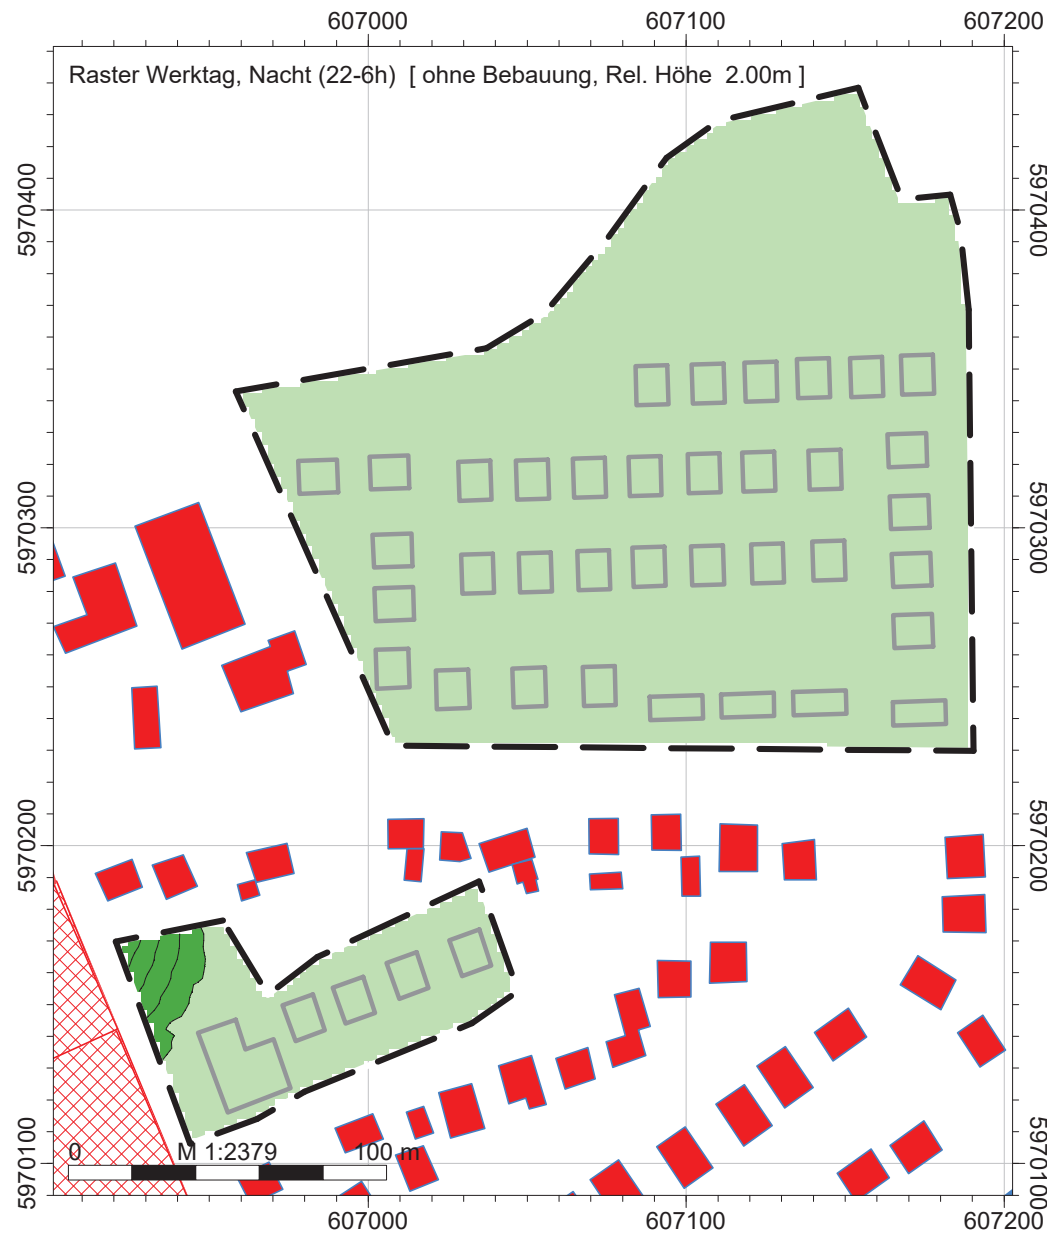 607000 607100 607200
Raster Werktag, Nacht (22-6h) [ ohne Bebauung, Rel. Höhe 2.00m ]
5970400 5970400
5970300 5970300
5970200 5970200
5970100 5970100
0 M 1:2379 100 m
607000 607100 607200